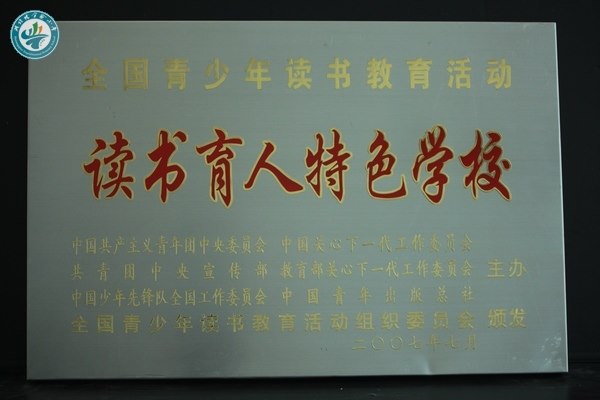 全国青少年读书教育活动
读书育人特色学校
中国共产主义青年团中央委员会 中国关心下一代工作委员会
共青团中央宣传部 教育部关心下一代工作委员会 主办
中国少年先锋队全国工作委员会 中国青年出版总社
全国青少年读书教育活动组织委员会 颁发
二〇〇七年七月